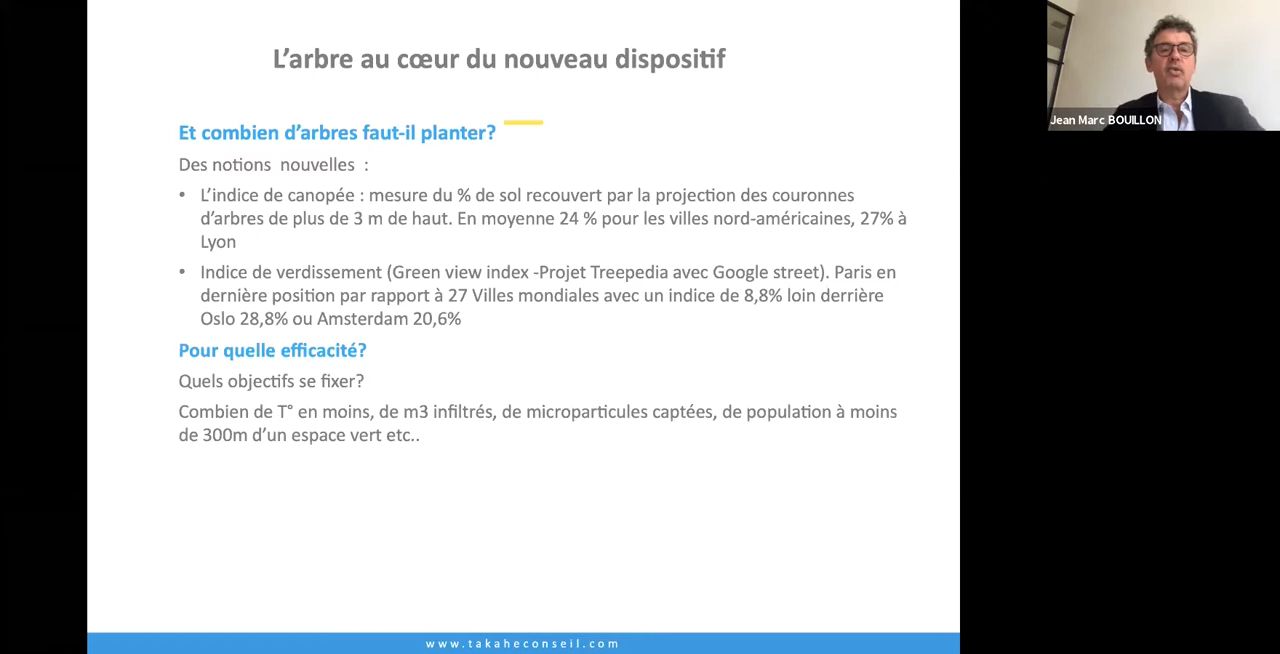 L'arbre au cœur du nouveau dispositif
Et combien d'arbres faut-il planter?
Des notions  nouvelles  :
• L'indice de canopée : mesure du % de sol recouvert par la projection des couronnes
d'arbres de plus de 3 m de haut. En moyenne 24 % pour les villes nord-américaines, 27% à
Lyon
• Indice de verdissement (Green view index -Projet Treepedia avec Google street). Paris en
dernière position par rapport à 27 Villes mondiales avec un indice de 8,8% loin derrière
Oslo 28,8% ou Amsterdam 20,6%
Pour quelle efficacité?
Quels objectifs se fixer?
Combien de T° en moins, de m3 infiltrés, de microparticules captées, de population à moins
de 300m d'un espace vert etc..
www.takaheconseil.com
Jean Marc BOUILLON